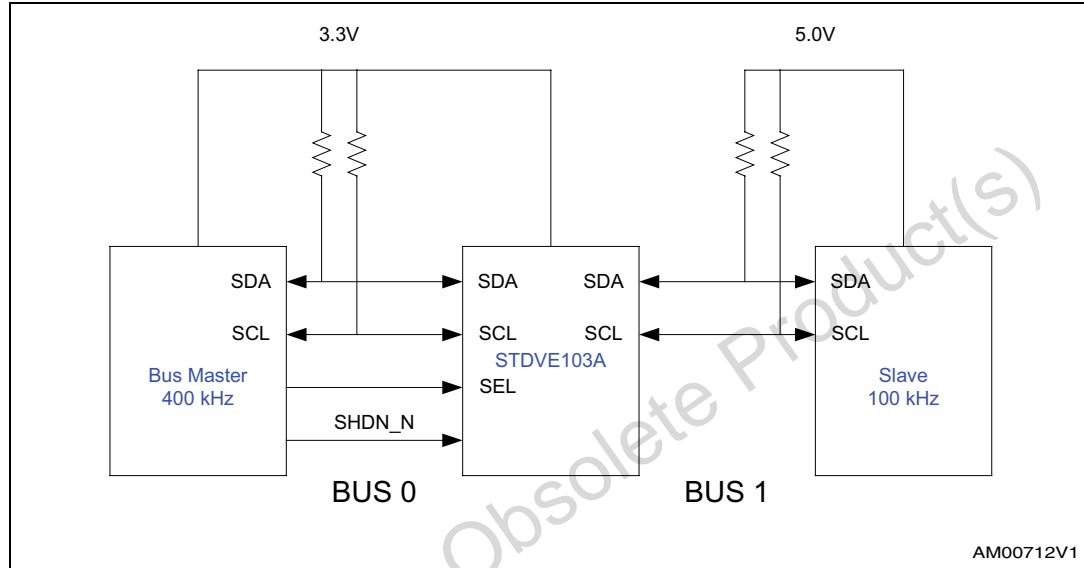 3.3V
5.0V
SDA
SDA
SDA
SDA
SCL
SCL
SCL
SCL
STDVE103A
Bus Master
400 kHz
SEL
Slave
100 kHz
SHDN_N
BUS 0
BUS 1
Obsolete Product(s)
AM00712V1